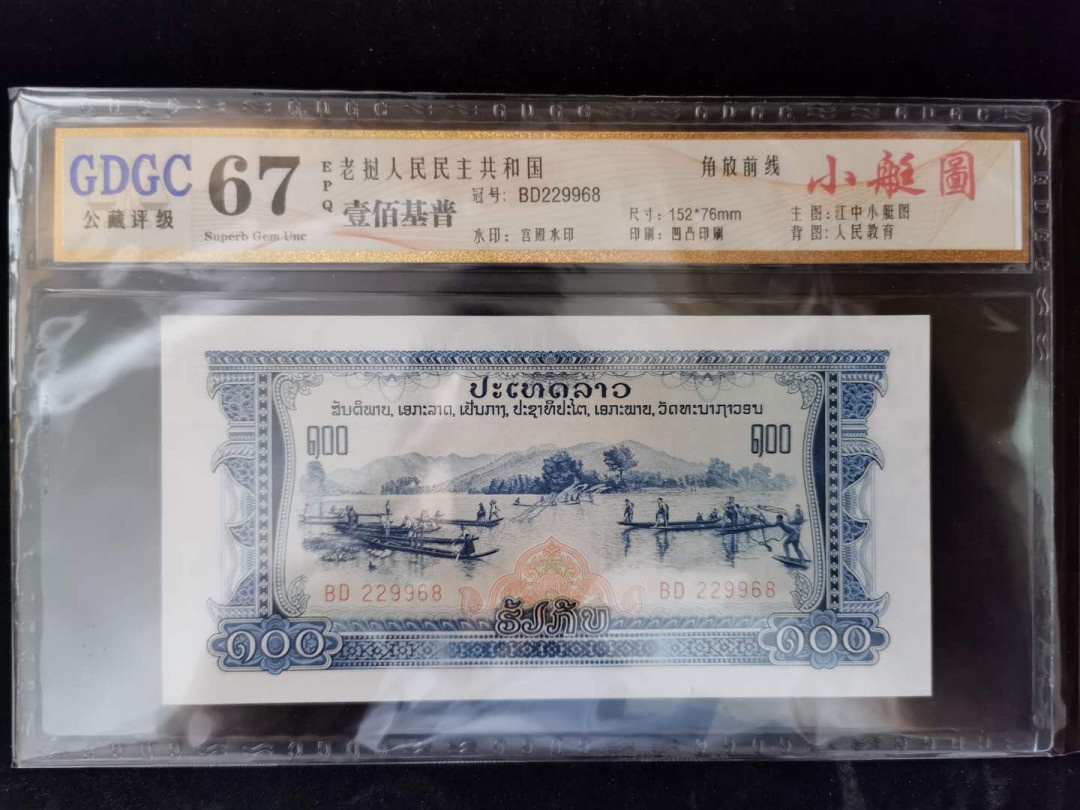 GDGC
公藏评级
67
Superb Gem Unc
EPQ
老挝人民民主共和国
壹佰基普
冠号: BD229968
水印: 宫殿水印
尺寸: 152*76mm
印刷: 凹凸印刷
角放前线
主图:江中小艇图
背图:人民教育
小艇圖
ປະເທດລາວ
ສັນຕິພາບ, ເອກະລາດ, ເປັນກາງ, ປະຊາທິປະໄຕ, ເອກະພາບ, ວັດທະນາຖາວອນ
໑໐໐
໑໐໐
BD 229968
BD 229968
ຮ້ອຍກີບ
໑໐໐
໑໐໐